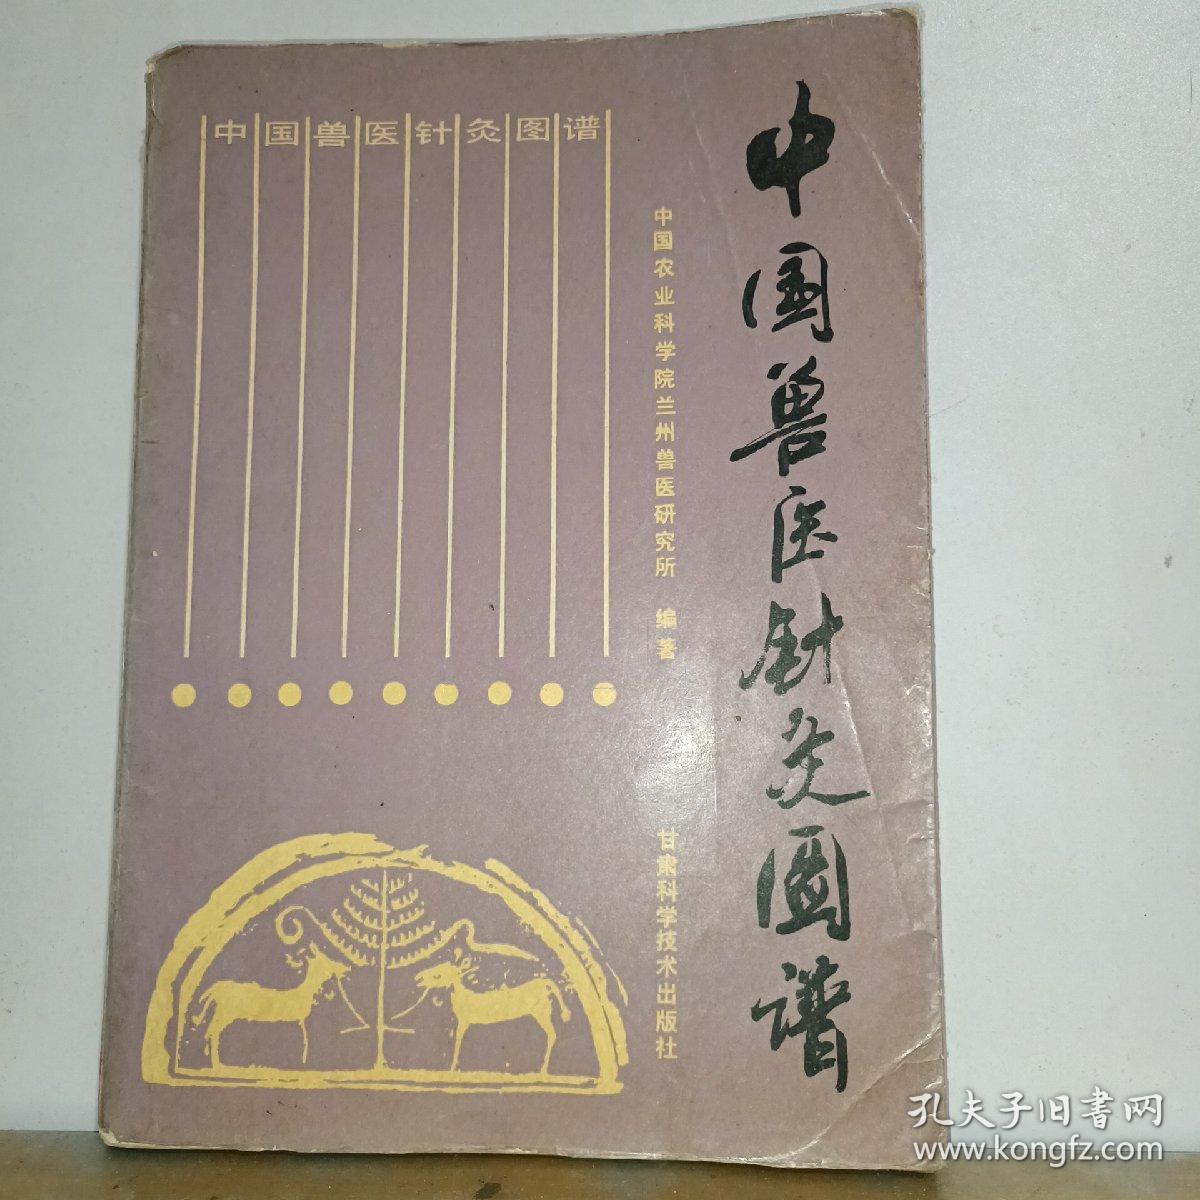 中国兽医针灸图谱
中国兽医针灸图谱
中国农业科学院兰州兽医研究所 编著
甘肃科学技术出版社
孔夫子旧書网
www.kongfz.com